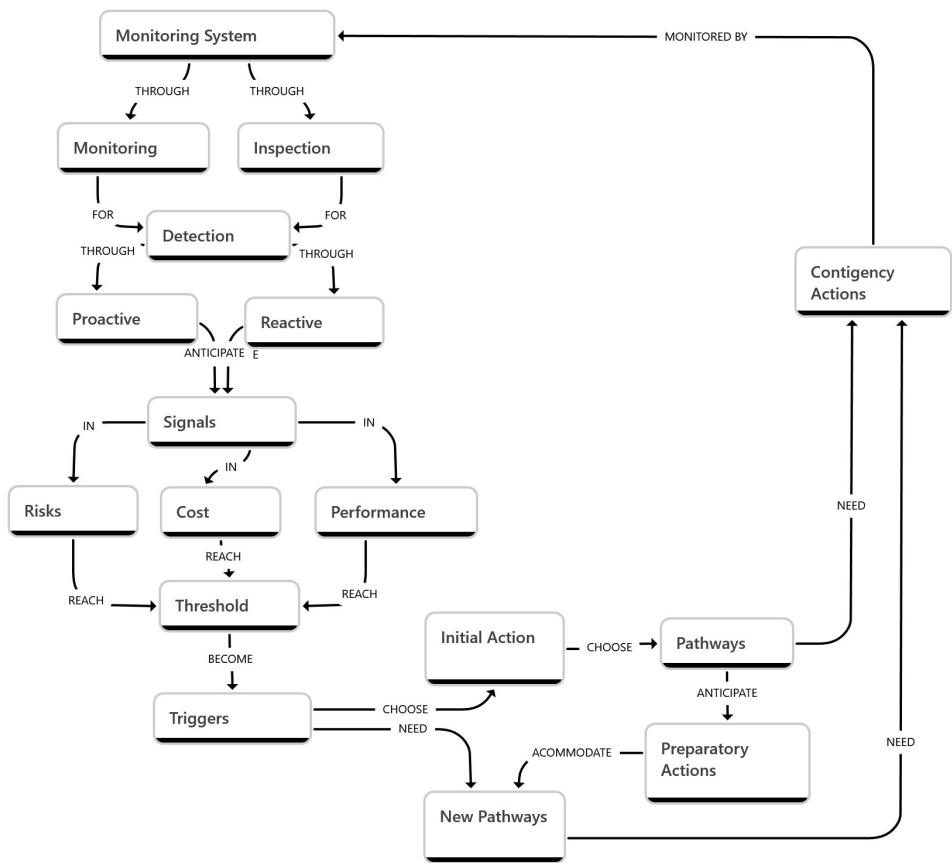 Monitoring System
MONITORED BY
THROUGH
THROUGH
Monitoring
Inspection
FOR
FOR
Detection
THROUGH
THROUGH
Contigency
Actions
Proactive
Reactive
ANTICIPATE
E
Signals
IN
IN
IN
Risks
Cost
Performance
NEED
REACH
REACH
REACH
Threshold
Initial Action
CHOOSE
Pathways
BECOME
ANTICIPATE
Triggers
CHOOSE
NEED
NEED
ACOMMODATE
Preparatory
Actions
New Pathways